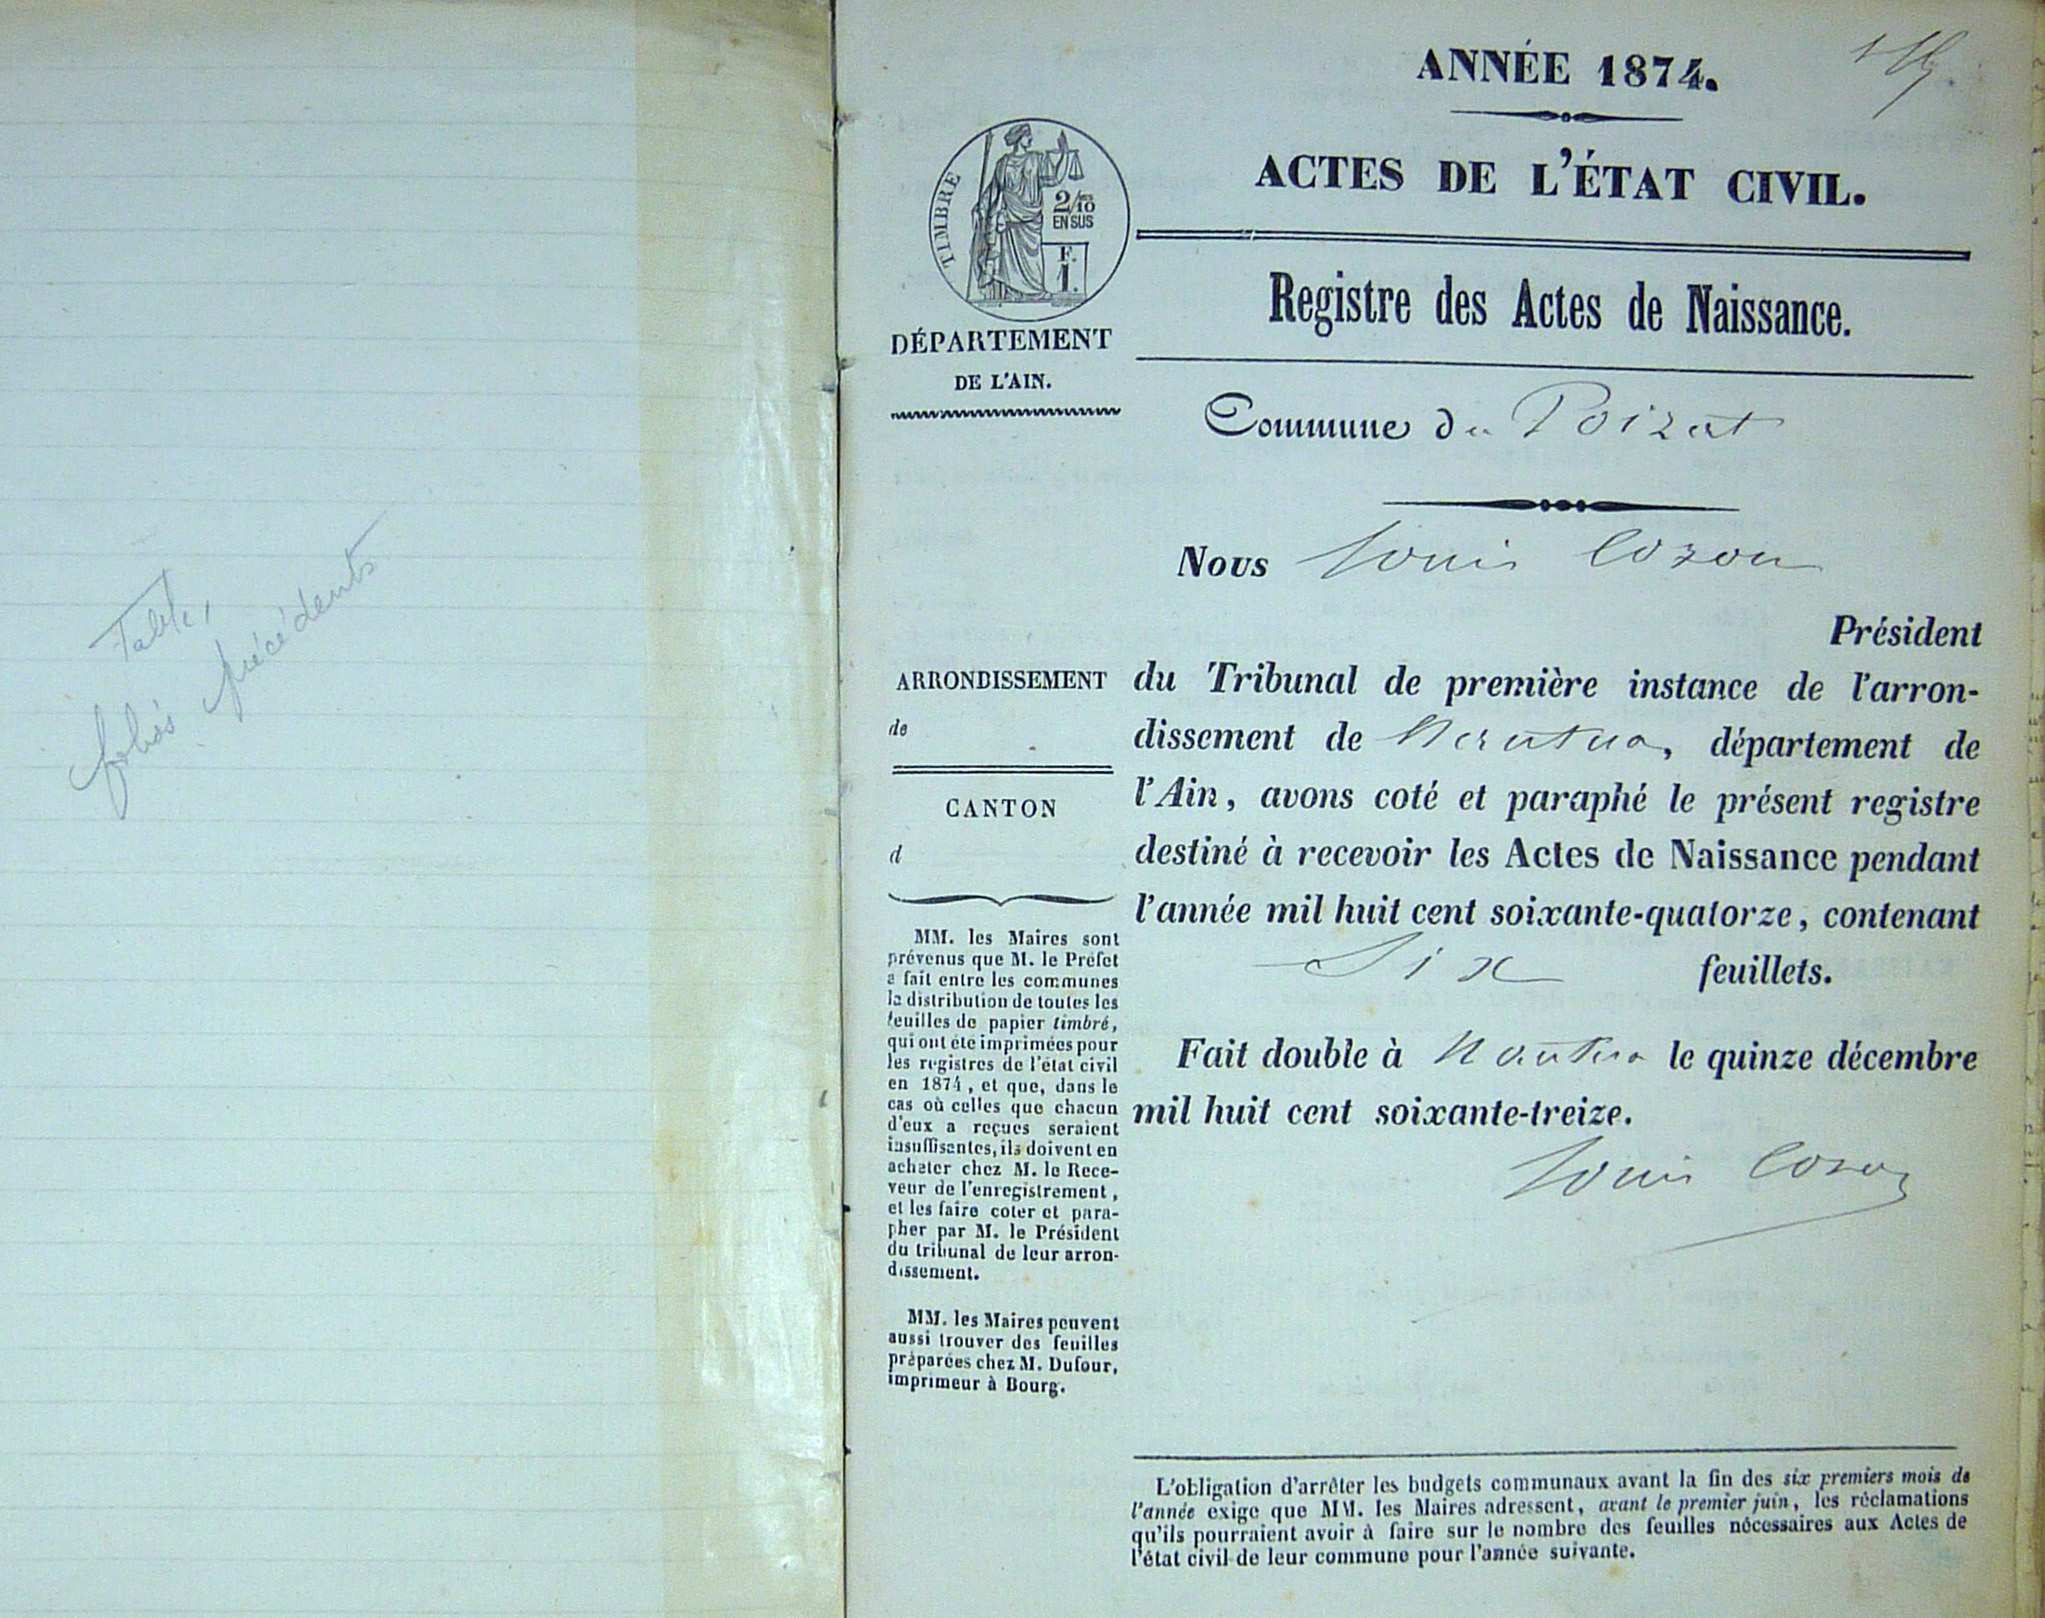 Table,
foliés précédents
ANNÉE 1874.
ACTES DE L'ÉTAT CIVIL.
TIMBRE
2/10
EN SUS
F.
1.
Registre des Actes de Naissance.
DÉPARTEMENT
DE L'AIN.
Commune du Poizat
Nous Louis Cozon
Président
ARRONDISSEMENT
de
CANTON
d
du Tribunal de première instance de l'arron-
dissement de Nantua, département de
l'Ain, avons coté et paraphé le présent registre
destiné à recevoir les Actes de Naissance pendant
l'année mil huit cent soixante-quatorze, contenant
Six feuillets.
Fait double à Nantua le quinze décembre
mil huit cent soixante-treize.
Louis Cozon
MM. les Maires sont
prévenus que M. le Préfet
a fait entre les communes
la distribution de toutes les
feuilles de papier timbré,
qui ont été imprimées pour
les registres de l'état civil
en 1874, et que, dans le
cas où celles que chacun
d'eux a reçues seraient
insuffisantes, ils doivent en
acheter chez M. le Rece-
veur de l'enregistrement,
et les faire coter et para-
pher par M. le Président
du tribunal de leur arron-
dissement.
MM. les Maires peuvent
aussi trouver des feuilles
préparées chez M. Dufour,
imprimeur à Bourg.
L'obligation d'arrêter les budgets communaux avant la fin des six premiers mois de
l'année exige que MM. les Maires adressent, avant le premier juin, les réclamations
qu'ils pourraient avoir à faire sur le nombre des feuilles nécessaires aux Actes de
l'état civil de leur commune pour l'année suivante.